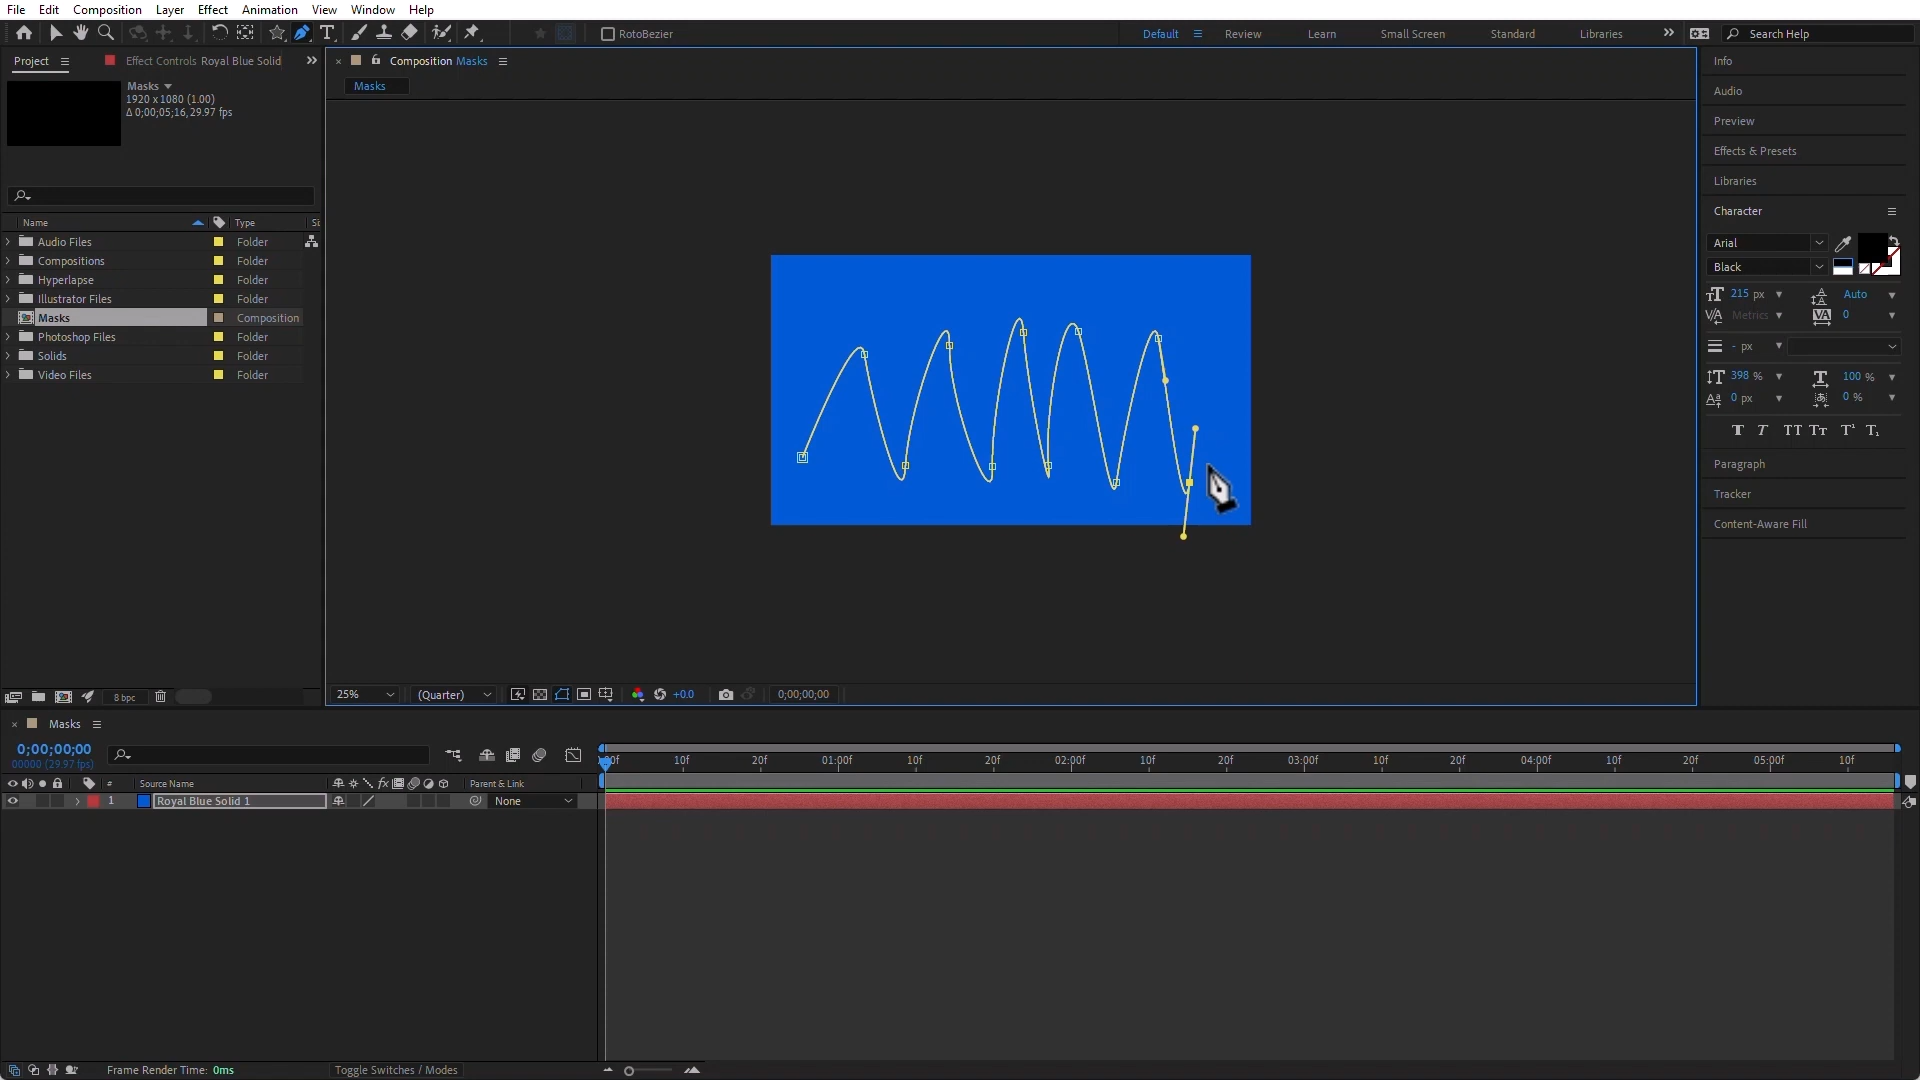 File Edit Composition Layer Effect Animation View Window Help
RotoBezier Default Review Learn Small Screen Standard Libraries Search Help
Project Effect Controls Royal Blue Solid
Composition Masks
Masks
Masks
1920 x 1080 (1.00)
Δ 0;00;05;16, 29.97 fps
Name Type Si
Audio Files Folder
Compositions Folder
Hyperlapse Folder
Illustrator Files Folder
Masks Composition
Photoshop Files Folder
Solids Folder
Video Files Folder
8 bpc
25% (Quarter) +0.0 0;00;00;00
Info
Audio
Preview
Effects & Presets
Libraries
Character
Arial
Black
215 px Auto
Metrics 0
- px
398 % 100 %
0 px 0 %
T T TT Tt T¹ T₁
Paragraph
Tracker
Content-Aware Fill
Masks
0;00;00;00
00000 (29.97 fps)
:00f 10f 20f 01:00f 10f 20f 02:00f 10f 20f 03:00f 10f 20f 04:00f 10f 20f 05:00f 10f
# Source Name fx Parent & Link
1 Royal Blue Solid 1 None
Frame Render Time: 0ms Toggle Switches / Modes